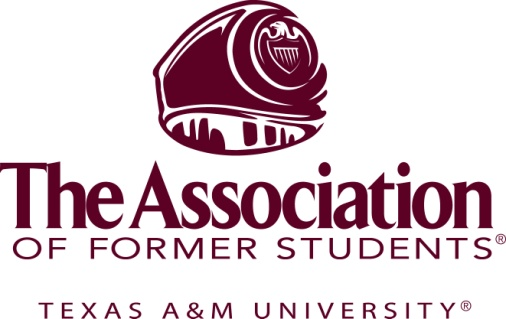 The Association
OF FORMER STUDENTS®
TEXAS A&M UNIVERSITY®